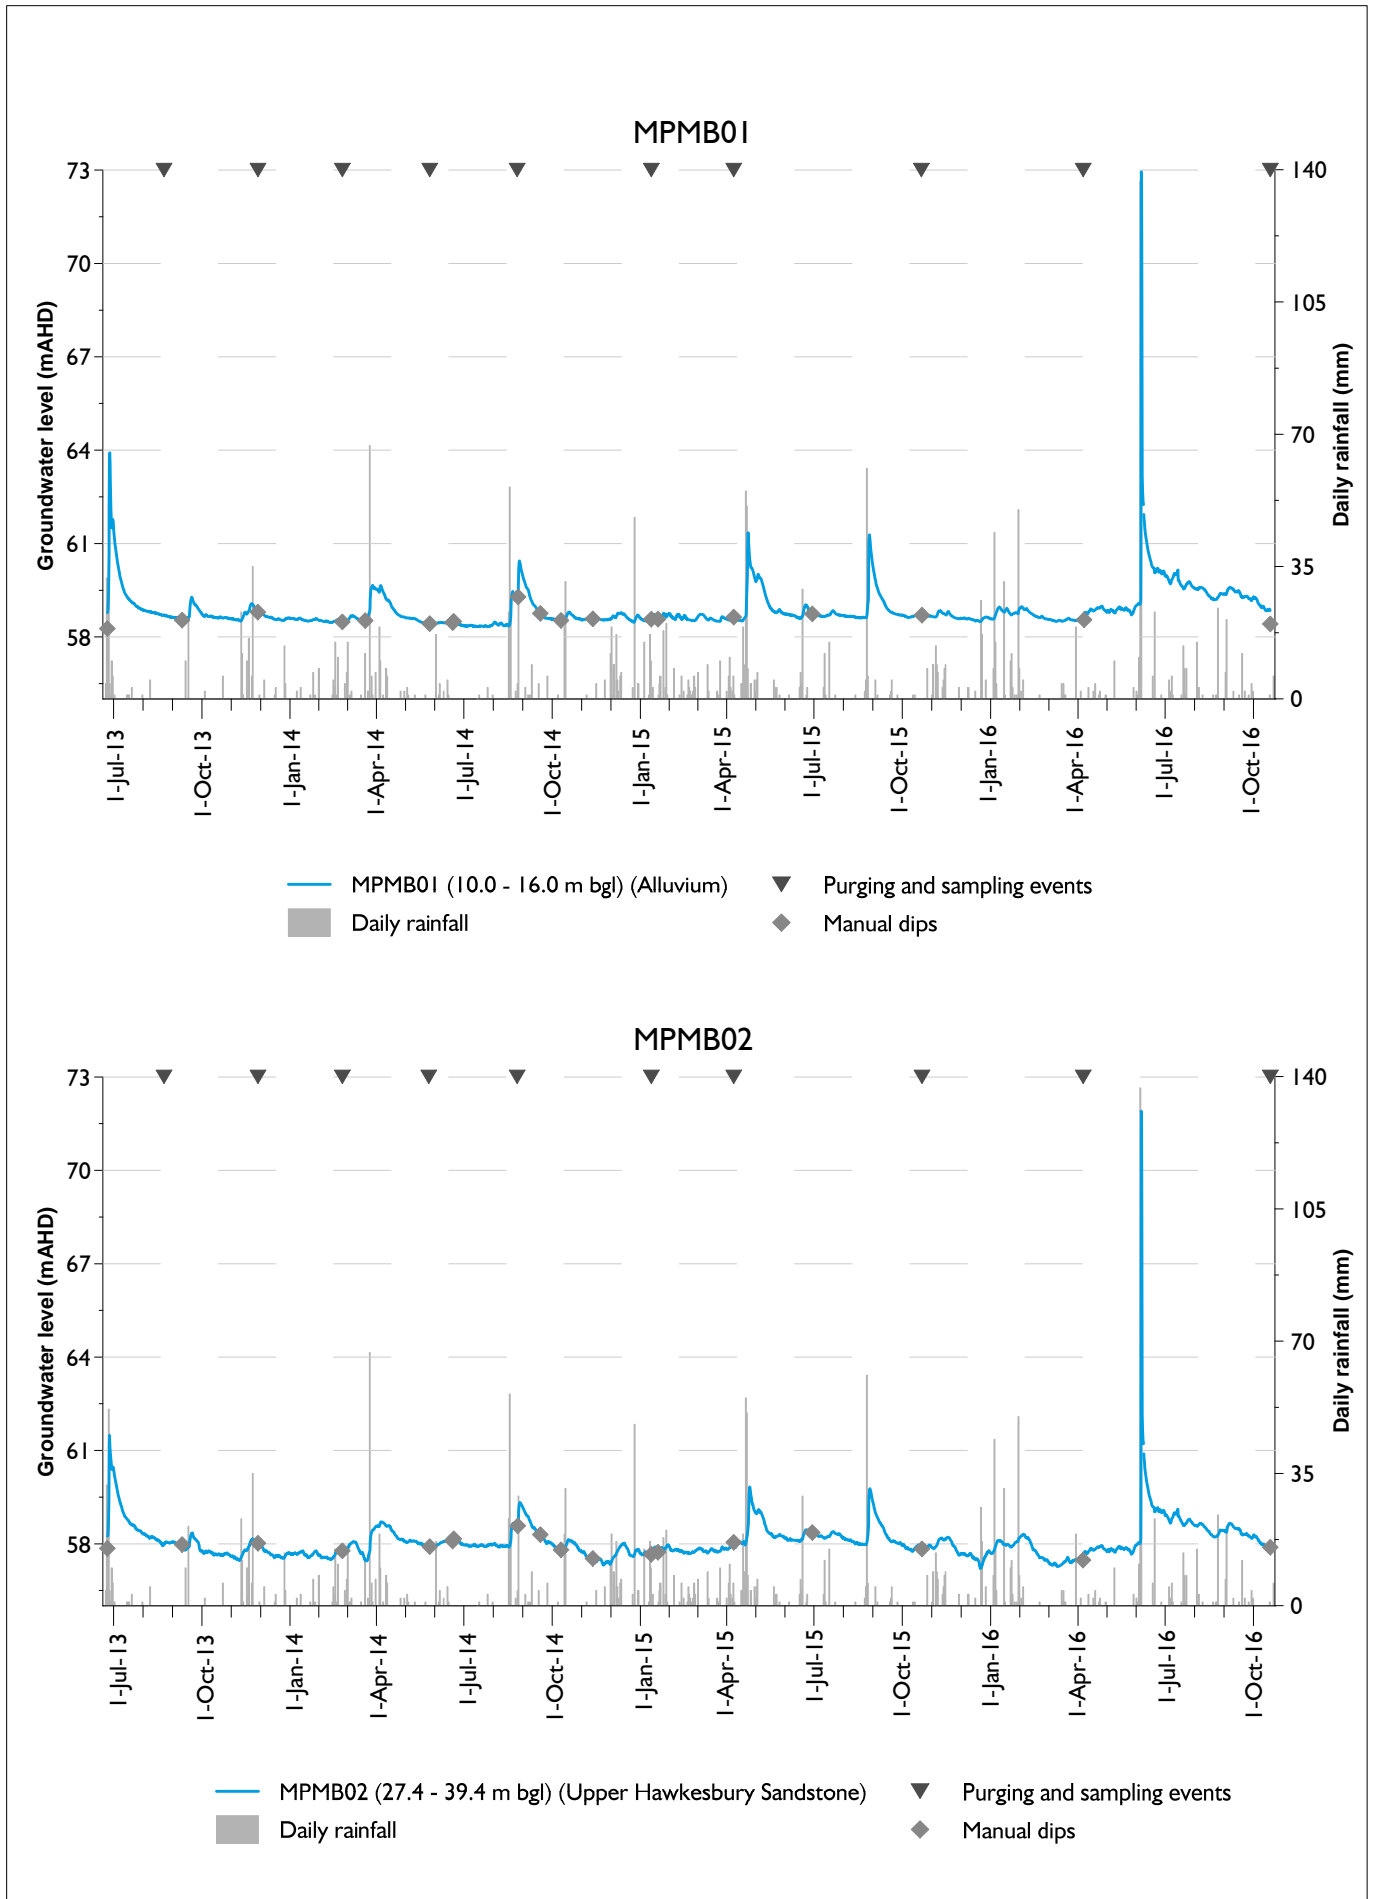 MPMB01
73
70
67
64
61
58
Groundwater level (mAHD)
140
105
70
35
0
Daily rainfall (mm)
1-Jul-13
1-Oct-13
1-Jan-14
1-Apr-14
1-Jul-14
1-Oct-14
1-Jan-15
1-Apr-15
1-Jul-15
1-Oct-15
1-Jan-16
1-Apr-16
1-Jul-16
1-Oct-16
MPMB01 (10.0 - 16.0 m bgl) (Alluvium)
Purging and sampling events
Daily rainfall
Manual dips
MPMB02
73
70
67
64
61
58
Groundwater level (mAHD)
140
105
70
35
0
Daily rainfall (mm)
1-Jul-13
1-Oct-13
1-Jan-14
1-Apr-14
1-Jul-14
1-Oct-14
1-Jan-15
1-Apr-15
1-Jul-15
1-Oct-15
1-Jan-16
1-Apr-16
1-Jul-16
1-Oct-16
MPMB02 (27.4 - 39.4 m bgl) (Upper Hawkesbury Sandstone)
Purging and sampling events
Daily rainfall
Manual dips